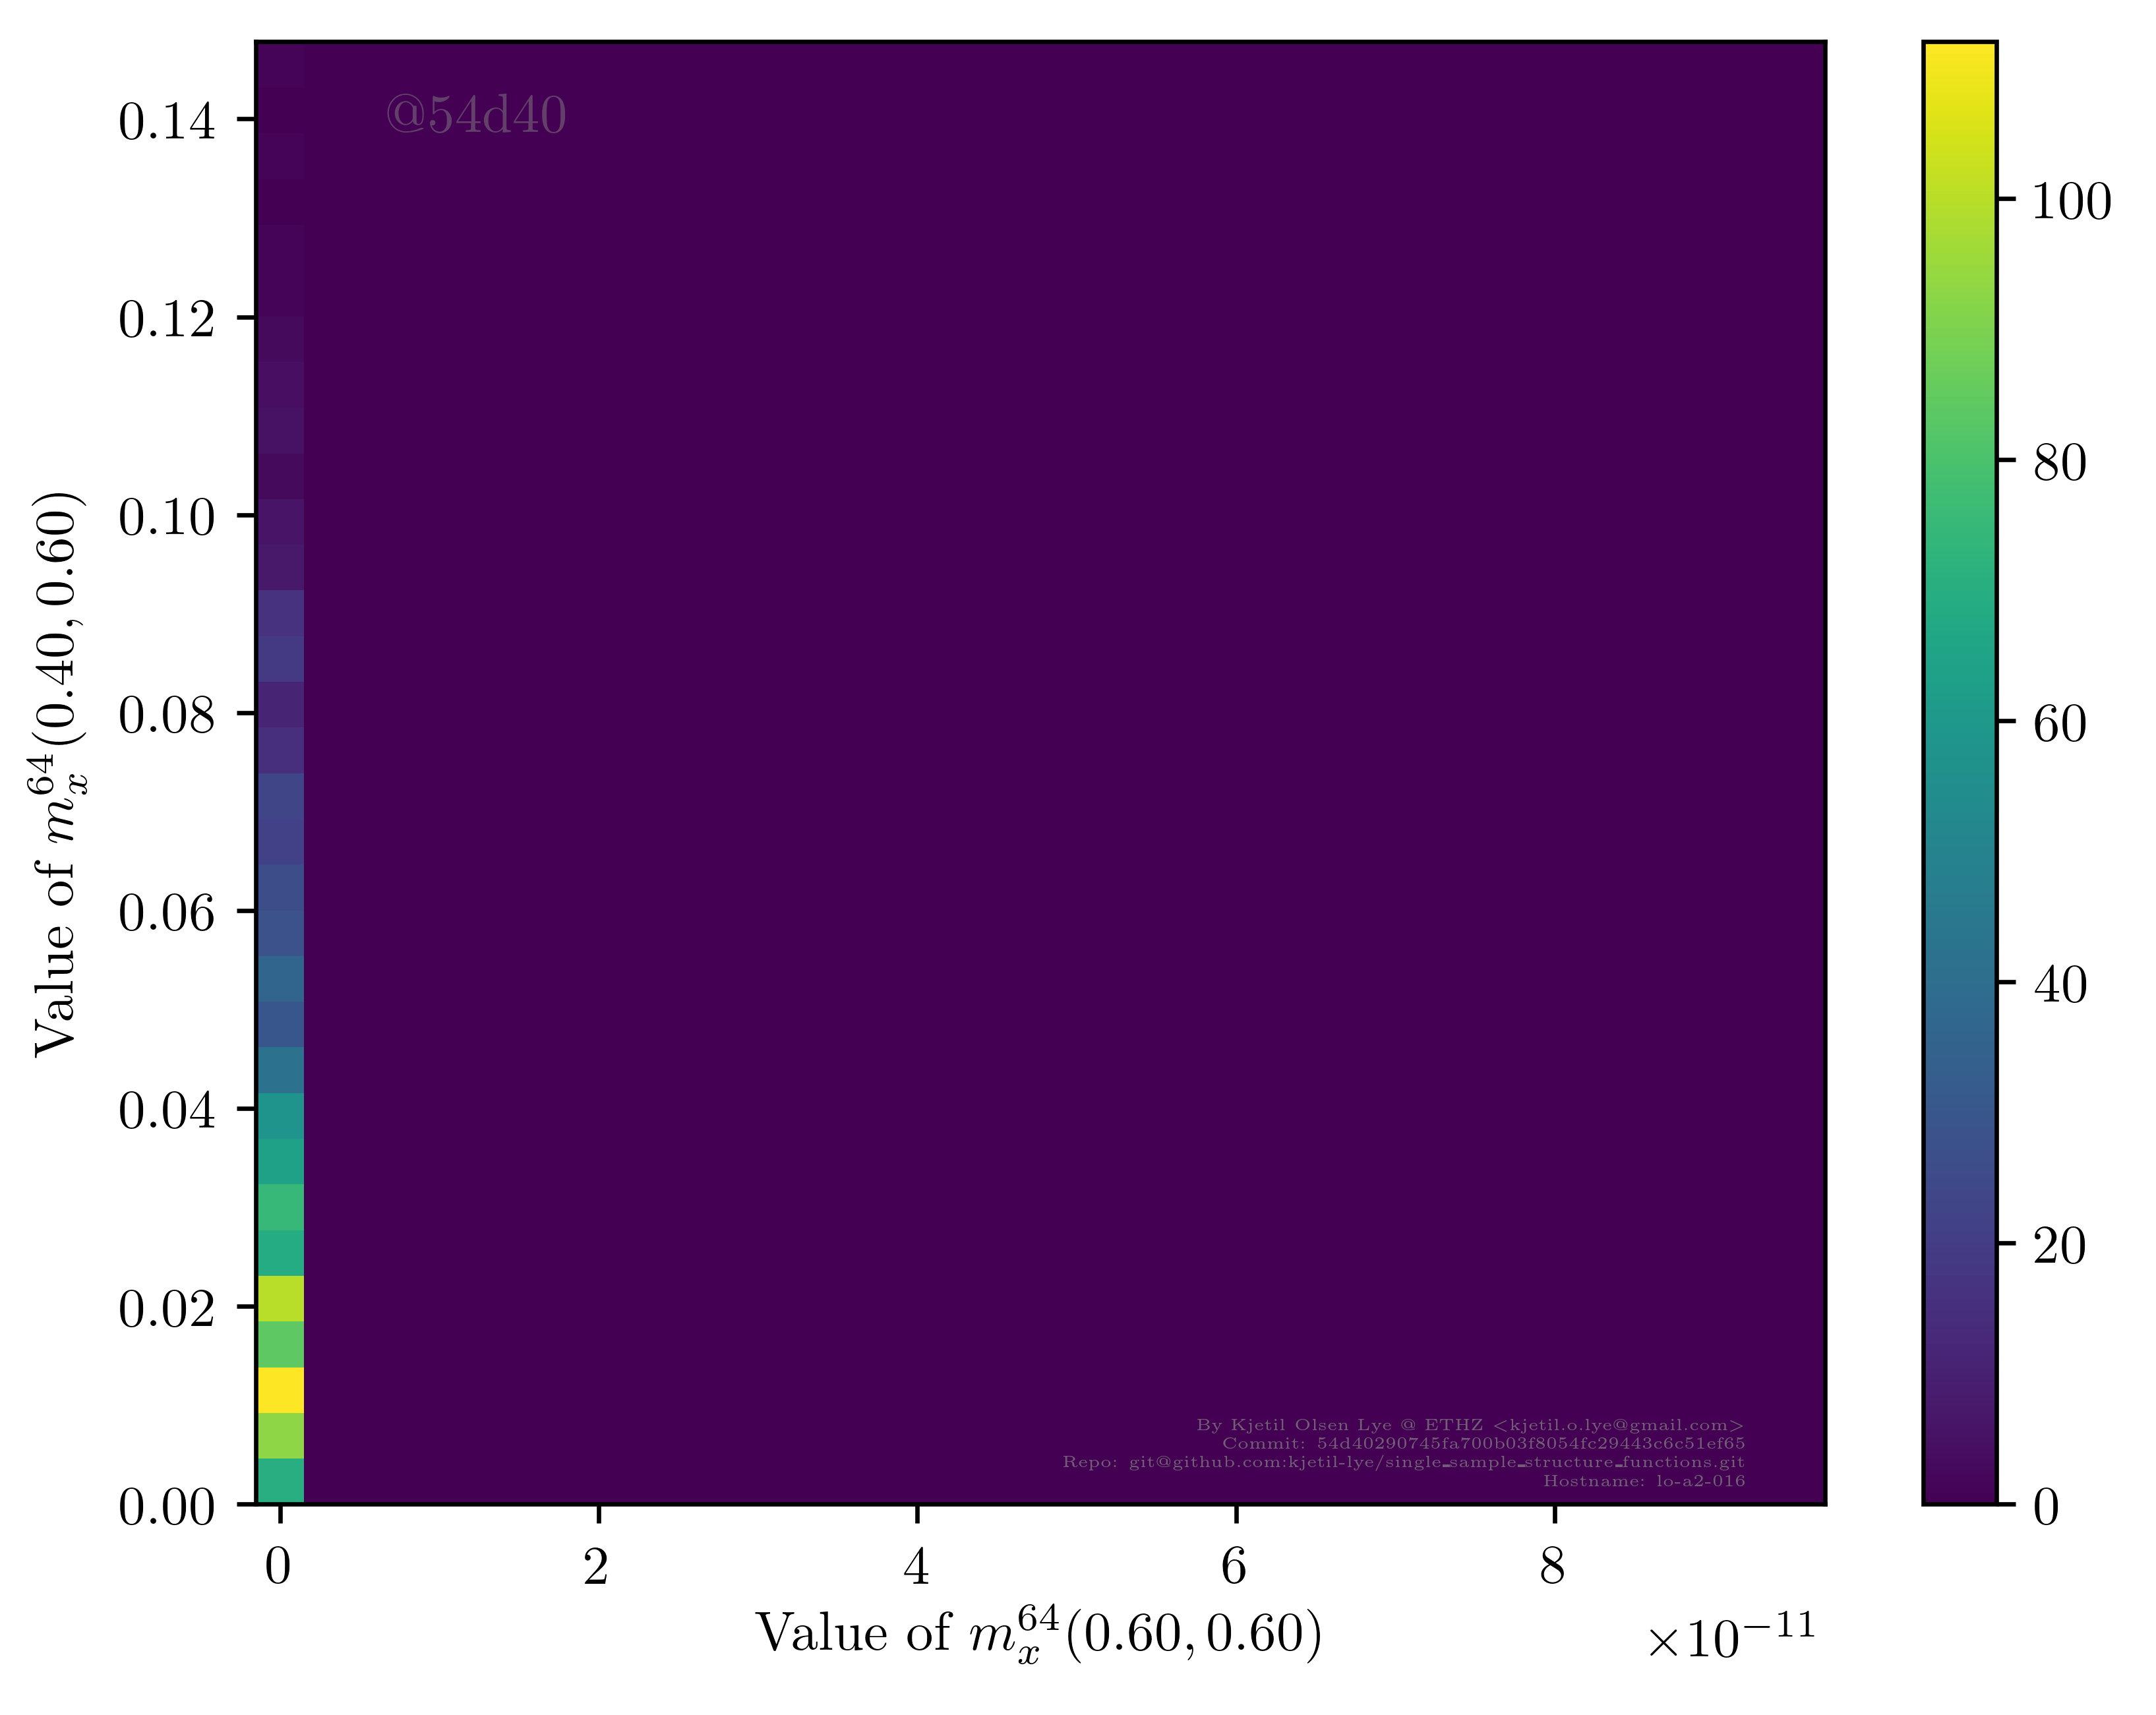 @54d40
0.14
0.12
0.10
0.08
0.06
0.04
0.02
0.00
Value of $m_x^{64}(0.40, 0.60)$
0 2 4 6 8
×10⁻¹¹
Value of $m_x^{64}(0.60, 0.60)$
100
80
60
40
20
0
By Kjetil Olsen Lye @ ETHZ <kjetil.o.lye@gmail.com>
Commit: 54d40290745fa700b03f8054fc29443c6c51ef65
Repo: git@github.com:kjetil-lye/single_sample_structure_functions.git
Hostname: lo-a2-016